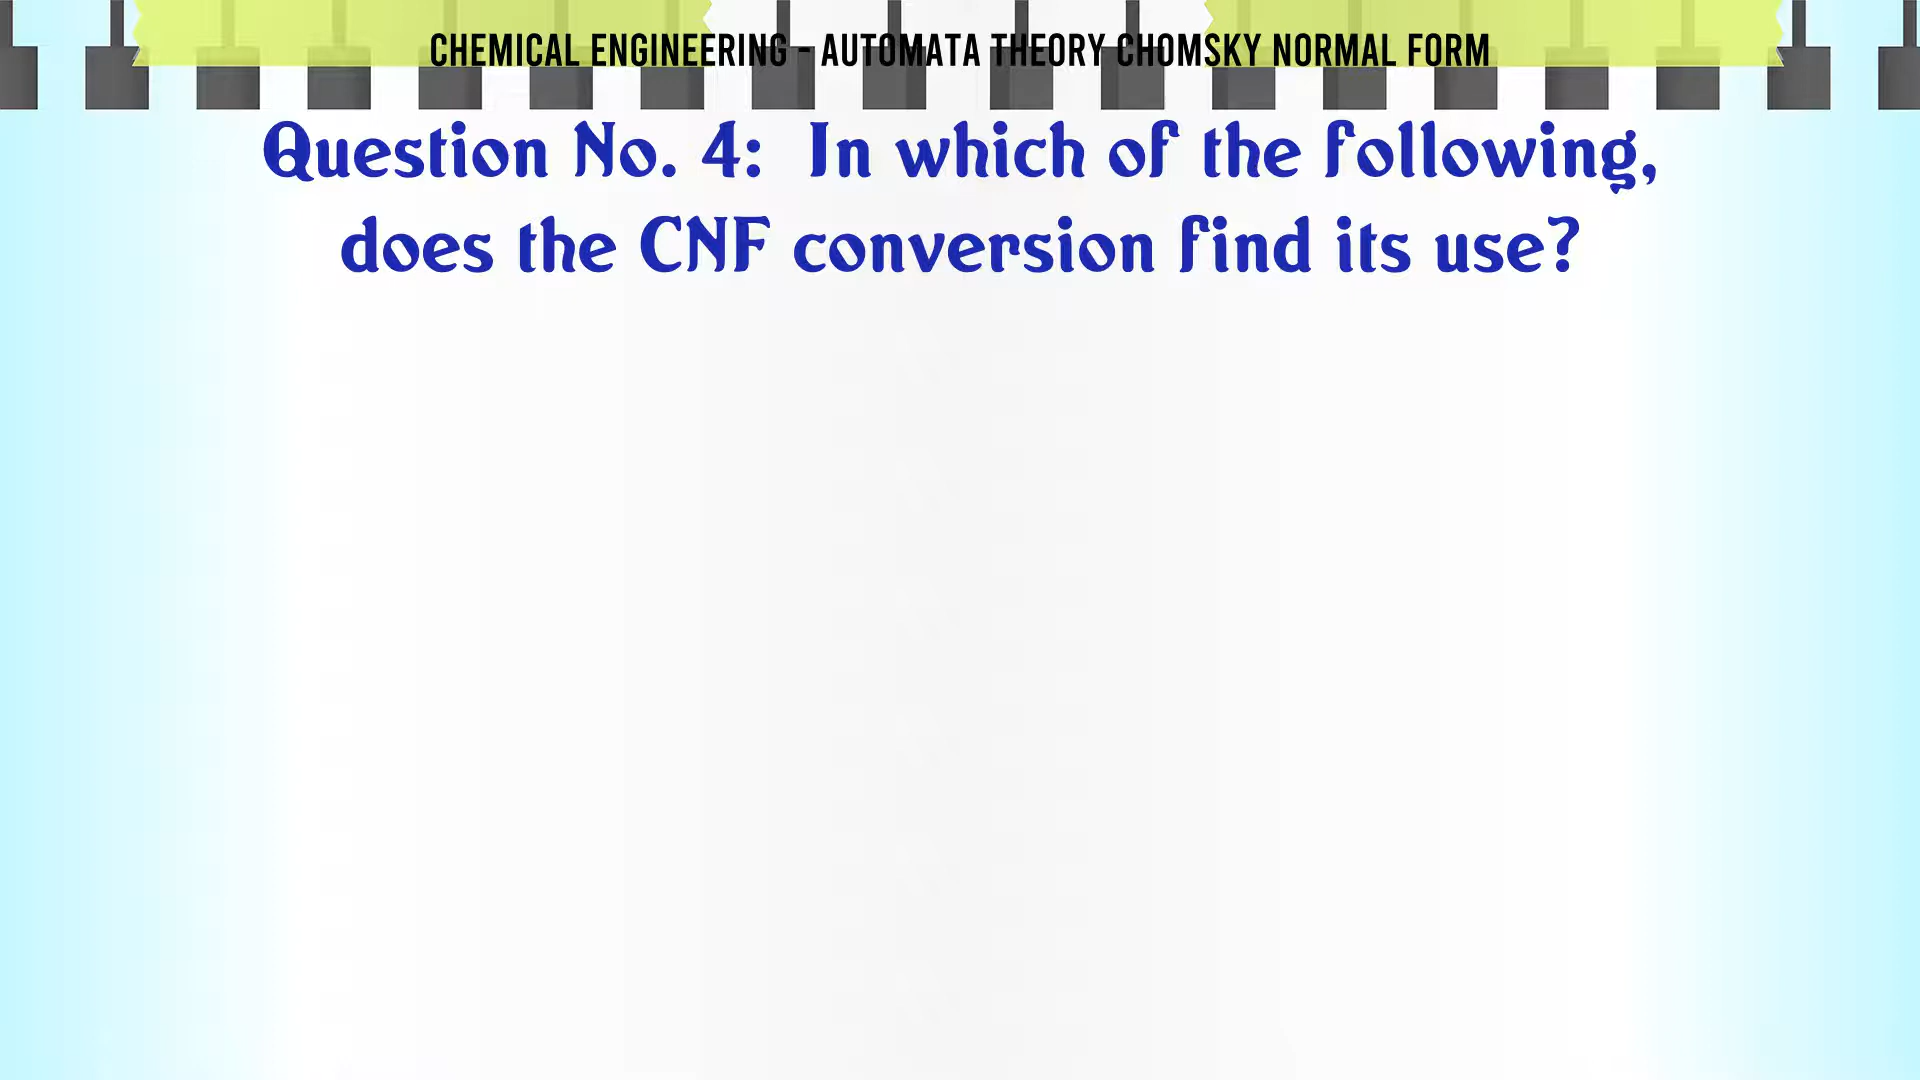 CHEMICAL ENGINEERING - AUTOMATA THEORY CHOMSKY NORMAL FORM
Question No. 4:  In which of the following,
does the CNF conversion find its use?